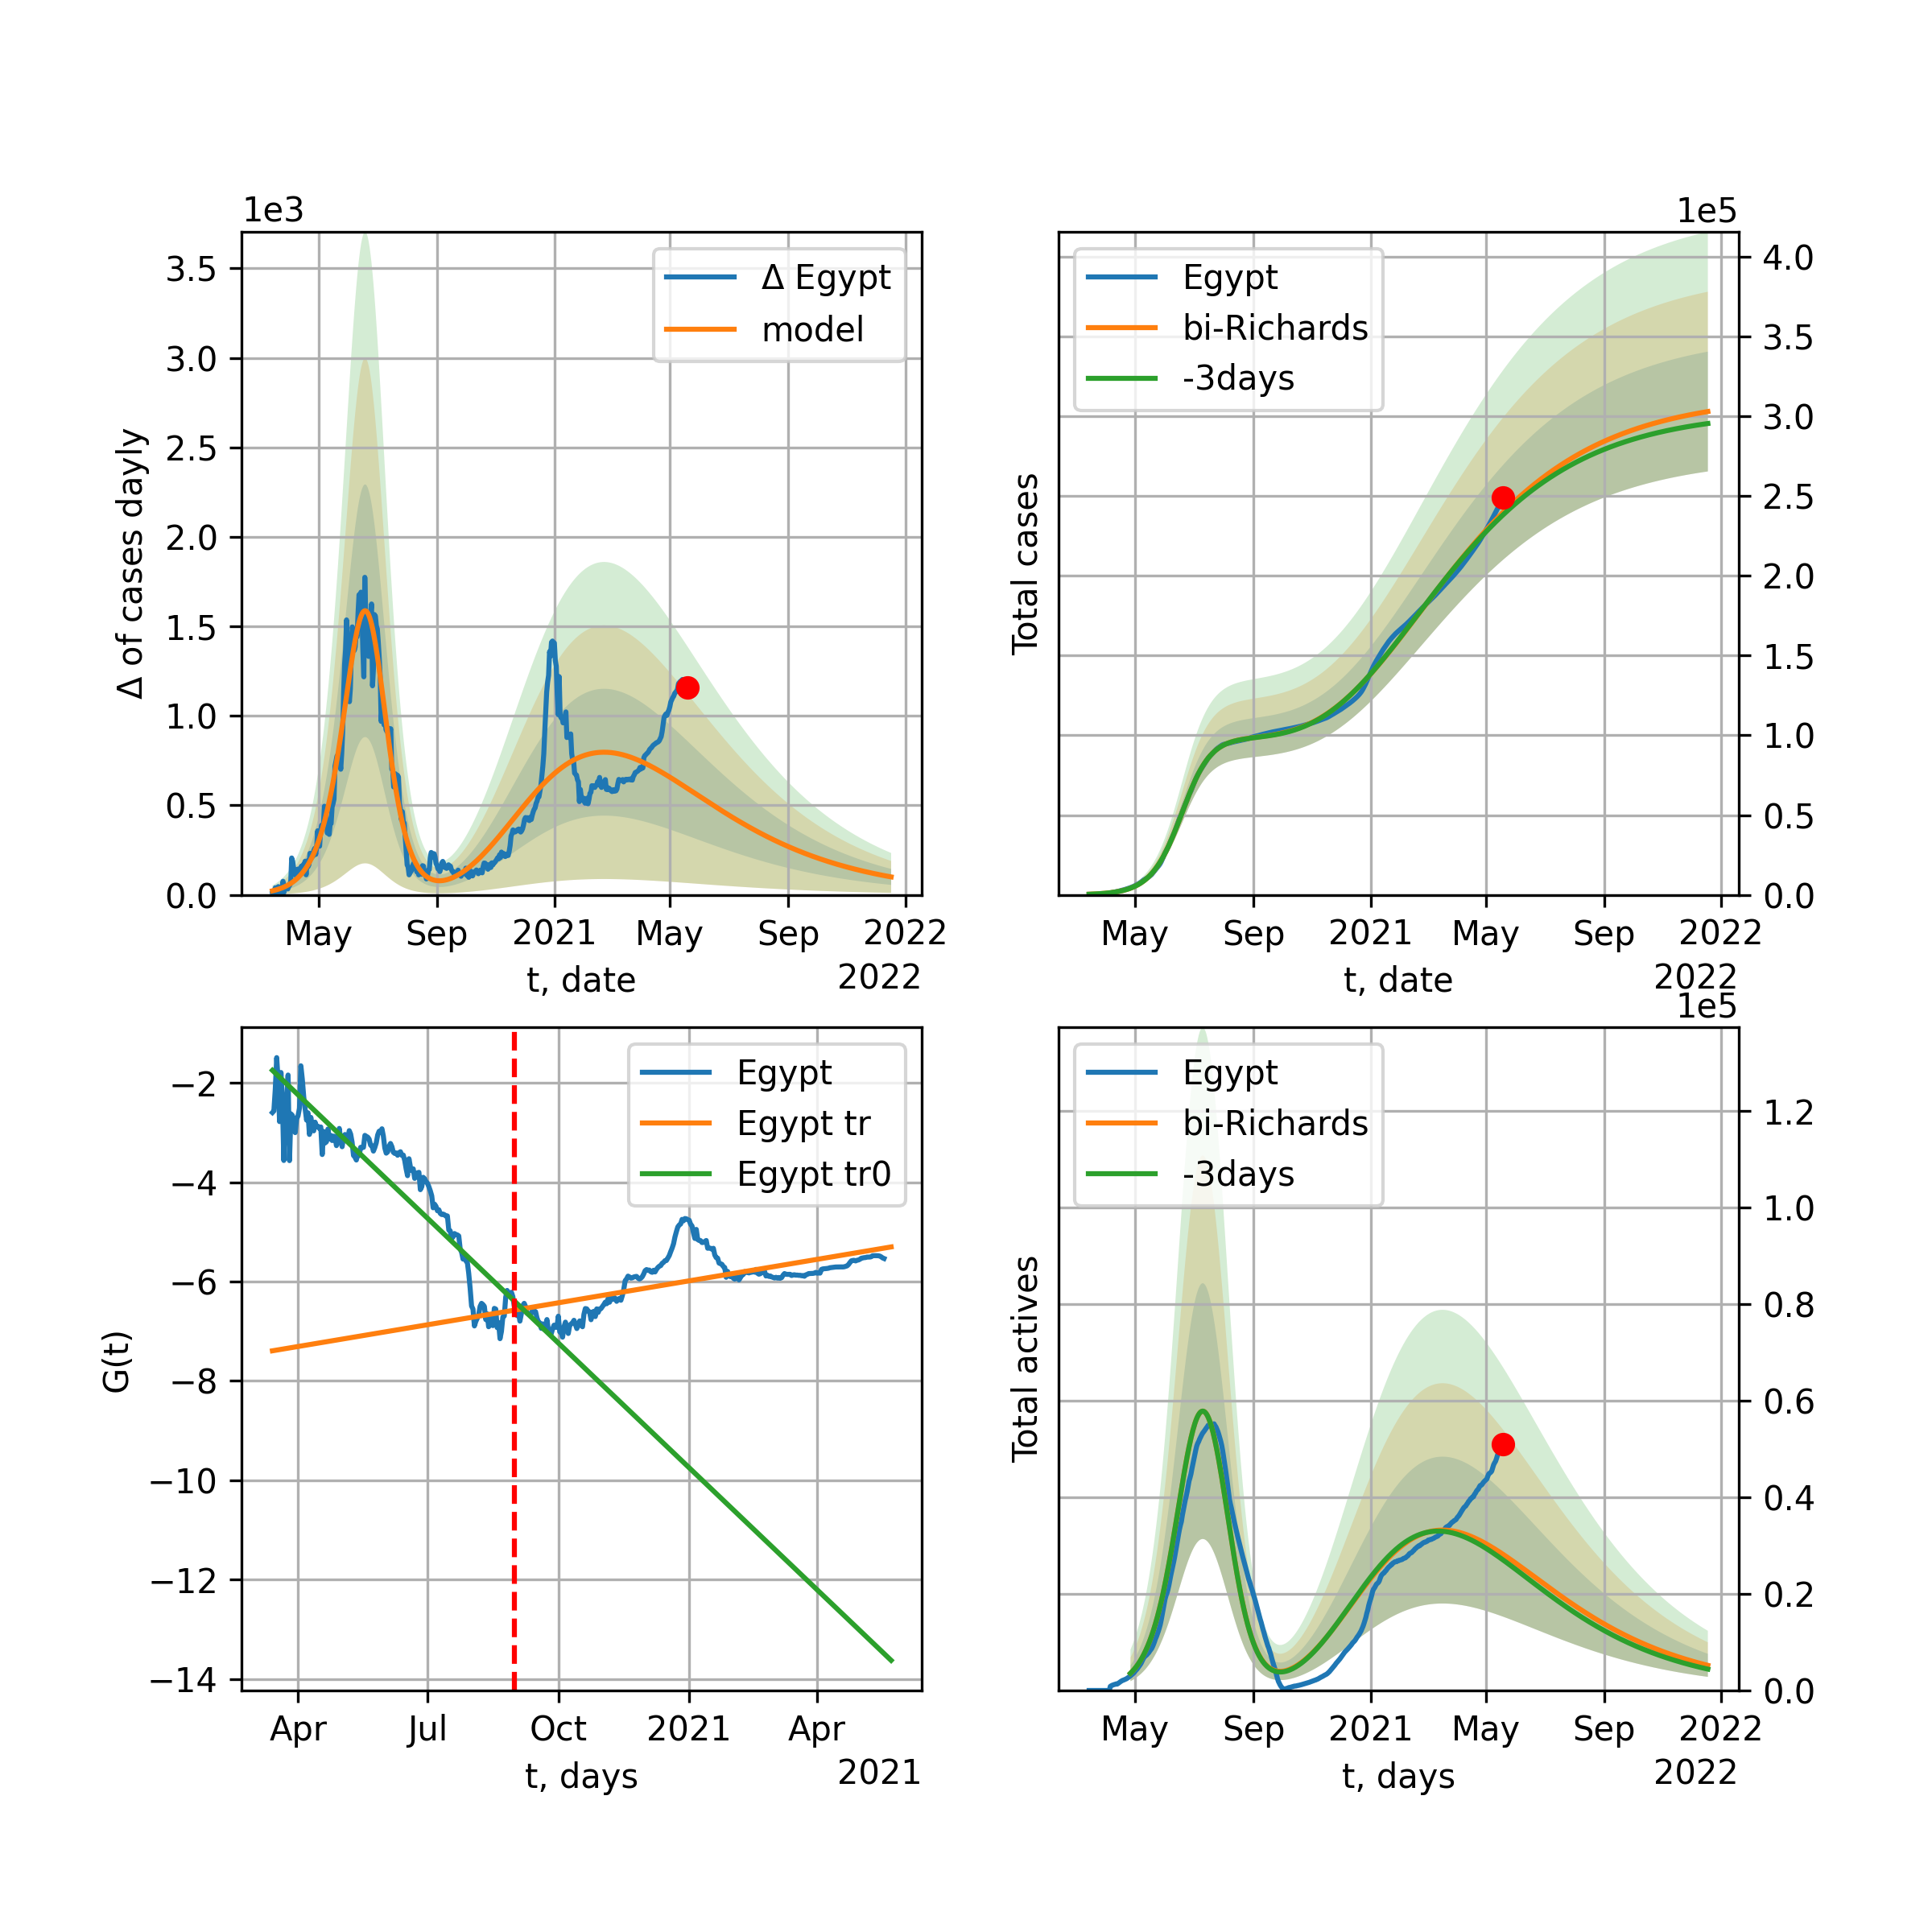 1e3
3.5
3.0
2.5
2.0
1.5
1.0
0.5
0.0
Δ of cases dayly
Δ Egypt
model
May Sep 2021 May Sep 2022
t, date
2022
1e5
4.0
3.5
3.0
2.5
2.0
1.5
1.0
0.5
0.0
Total cases
Egypt
bi-Richards
-3days
May Sep 2021 May Sep 2022
t, date
2022
−2
−4
−6
−8
−10
−12
−14
G(t)
Egypt
Egypt tr
Egypt tr0
Apr Jul Oct 2021 Apr
t, days
2021
1e5
1.2
1.0
0.8
0.6
0.4
0.2
0.0
Total actives
Egypt
bi-Richards
-3days
May Sep 2021 May Sep 2022
t, days
2022